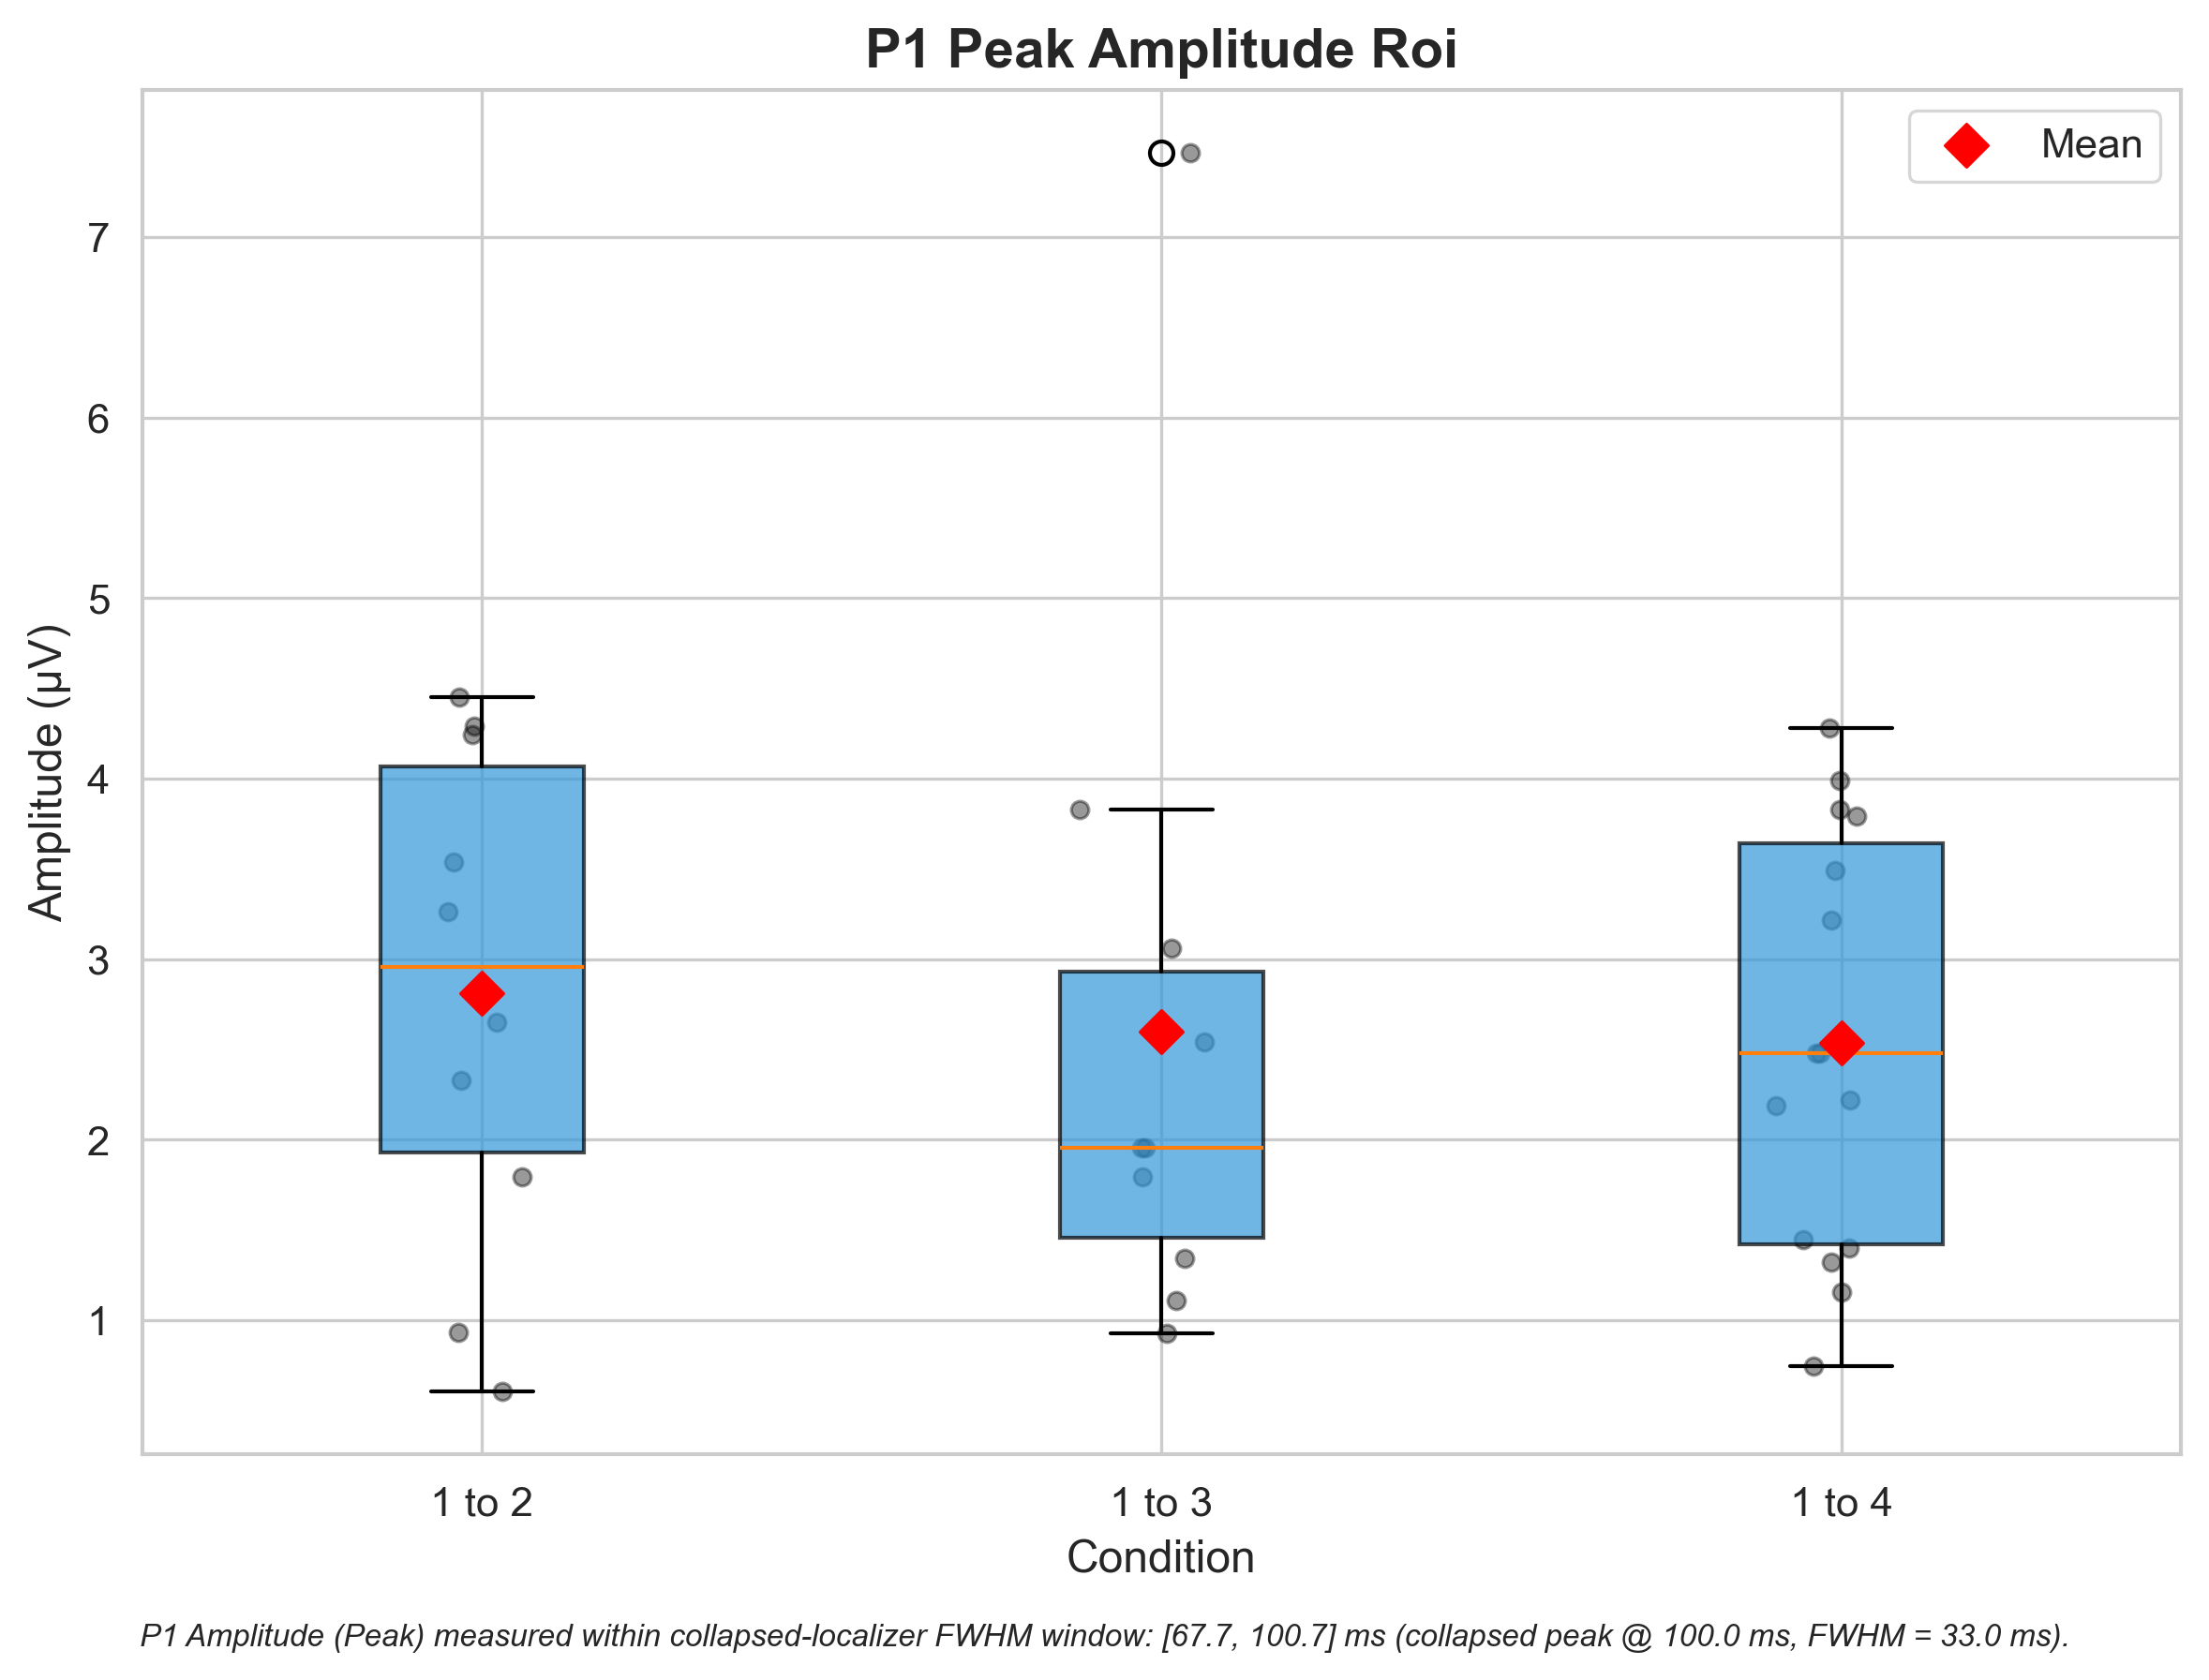 P1 Peak Amplitude Roi
Mean
7
6
5
4
3
2
1
Amplitude (µV)
1 to 2
1 to 3
1 to 4
Condition
P1 Amplitude (Peak) measured within collapsed-localizer FWHM window: [67.7, 100.7] ms (collapsed peak @ 100.0 ms, FWHM = 33.0 ms).